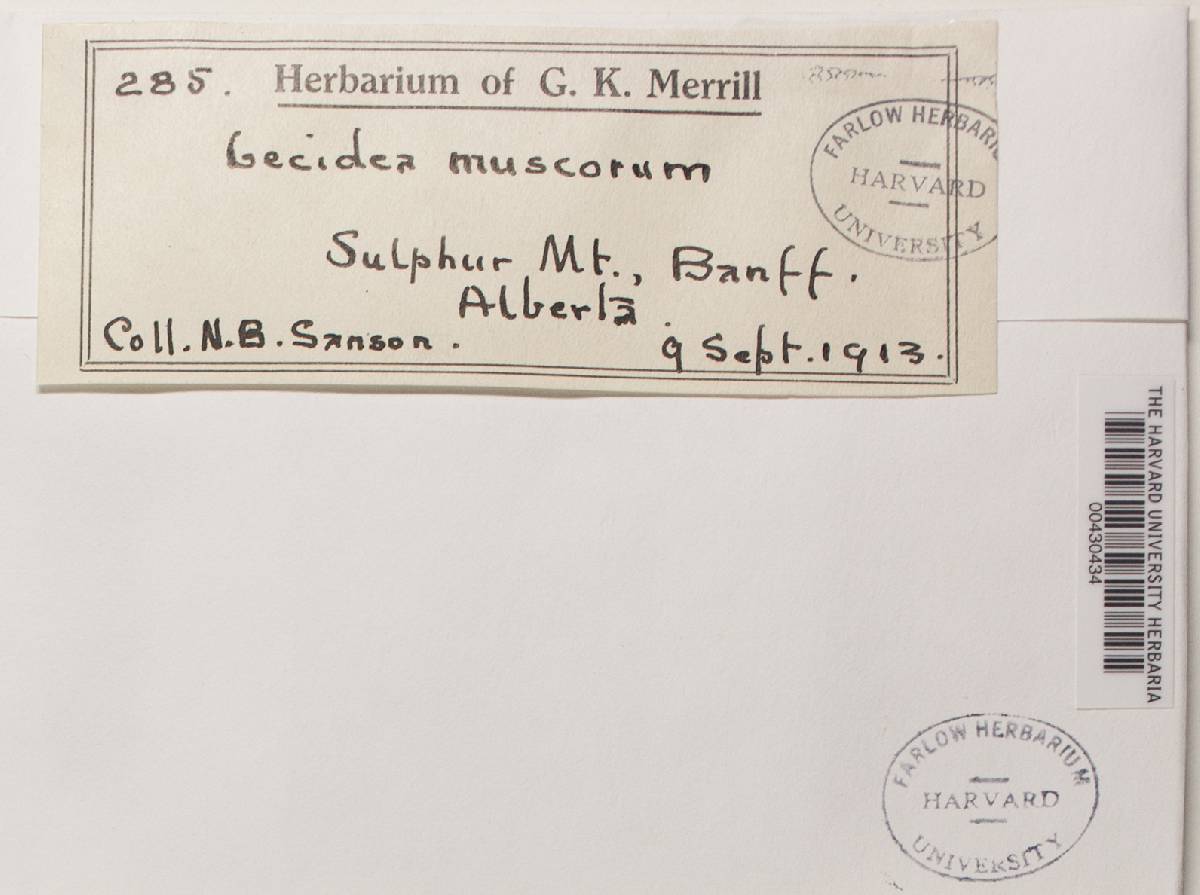 285. Herbarium of G. K. Merrill
Lecidea muscorum
Sulphur Mt., Banff.
Alberta.
Coll. N.B. Sanson.
9 Sept. 1913.
FARLOW HERBARIUM
HARVARD
UNIVERSITY
THE HARVARD UNIVERSITY HERBARIA
00430434
FARLOW HERBARIUM
HARVARD
UNIVERSITY